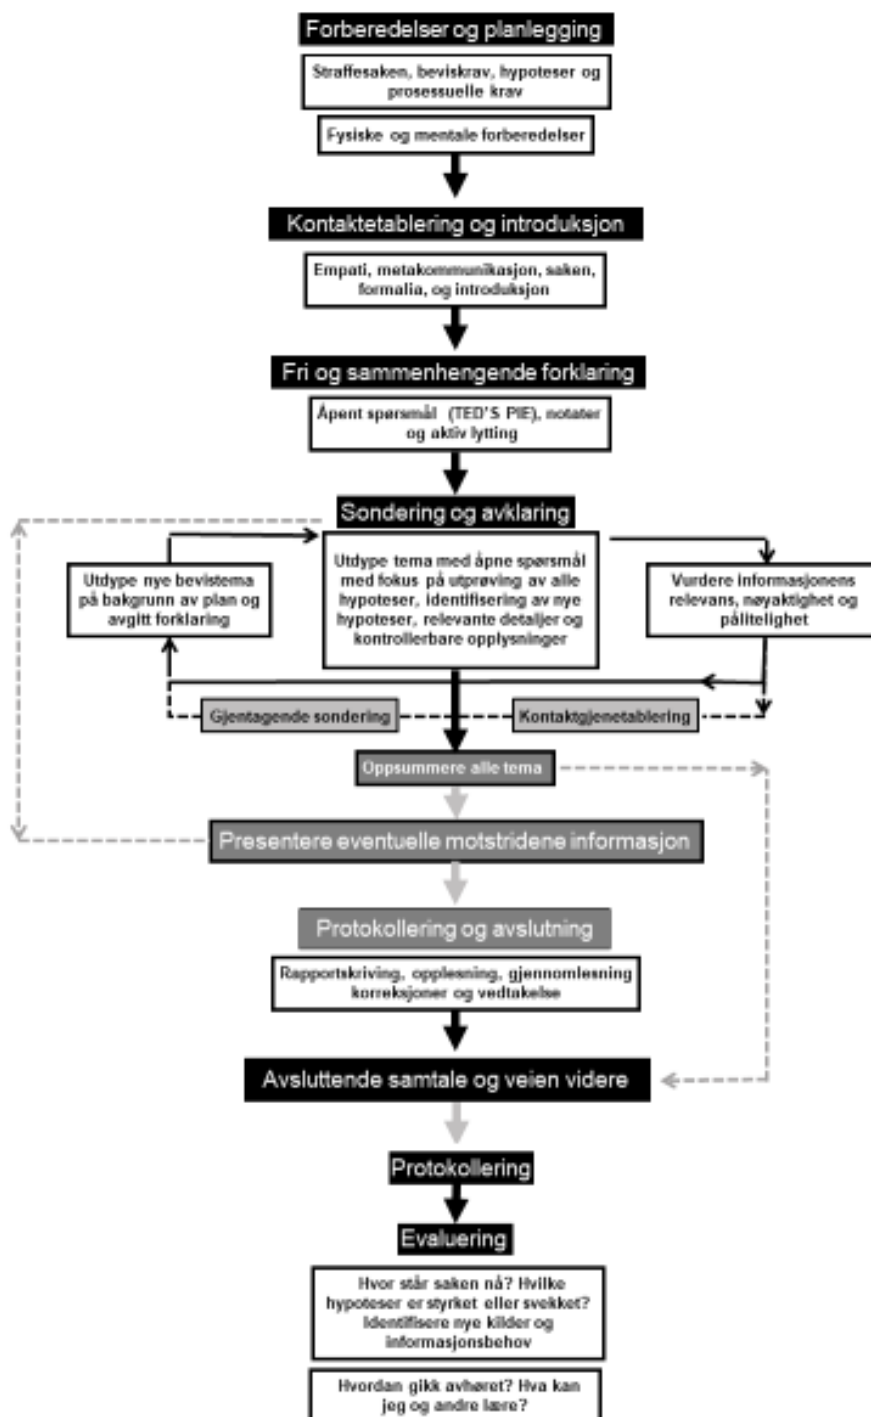 Forberedelser og planlegging
Straffesaken, beviskrav, hypoteser og
prosessuelle krav
Fysiske og mentale forberedelser
Kontaktetablering og introduksjon
Empati, metakommunikasjon, saken,
formalia, og introduksjon
Fri og sammenhengende forklaring
Åpent spørsmål (TED'S PIE), notater
og aktiv lytting
Sondering og avklaring
Utdype nye bevistema
på bakgrunn av plan og
avgitt forklaring
Utdype tema med åpne spørsmål
med fokus på utprøving av alle
hypoteser, identifisering av nye
hypoteser, relevante detaljer og
kontrollerbare opplysninger
Vurdere informasjonens
relevans, nøyaktighet og
pålitelighet
Gjentagende sondering
Kontaktgjenetablering
Oppsummere alle tema
Presentere eventuelle motstridene informasjon
Protokollering og avslutning
Rapportskriving, opplesning, gjennomlesning
korreksjoner og vedtakelse
Avsluttende samtale og veien videre
Protokollering
Evaluering
Hvor står saken nå? Hvilke
hypoteser er styrket eller svekket?
Identifisere nye kilder og
informasjonsbehov
Hvordan gikk avhøret? Hva kan
jeg og andre lære?